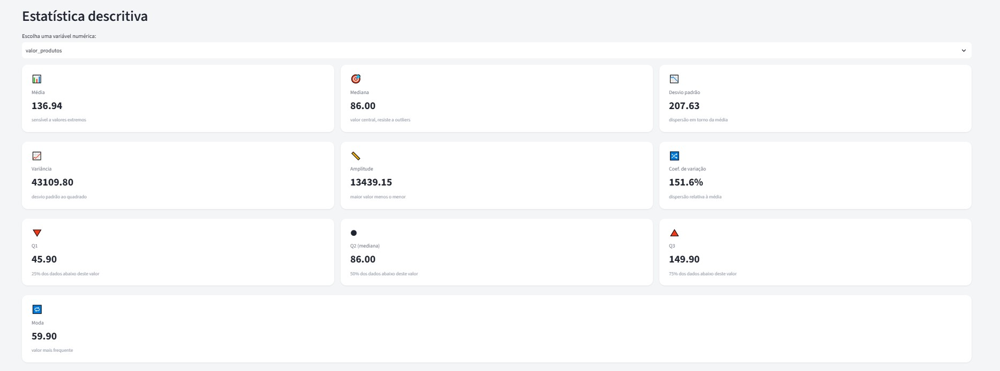 Estatística descritiva
Escolha uma variável numérica:
valor_produtos
Média
136.94
sensível a valores extremos
Mediana
86.00
valor central, resiste a outliers
Desvio padrão
207.63
dispersão em torno da média
Variância
43109.80
desvio padrão ao quadrado
Amplitude
13439.15
maior valor menos o menor
Coef. de variação
151.6%
dispersão relativa à média
Q1
45.90
25% dos dados abaixo deste valor
Q2 (mediana)
86.00
50% dos dados abaixo deste valor
Q3
149.90
75% dos dados abaixo deste valor
Moda
59.90
valor mais frequente